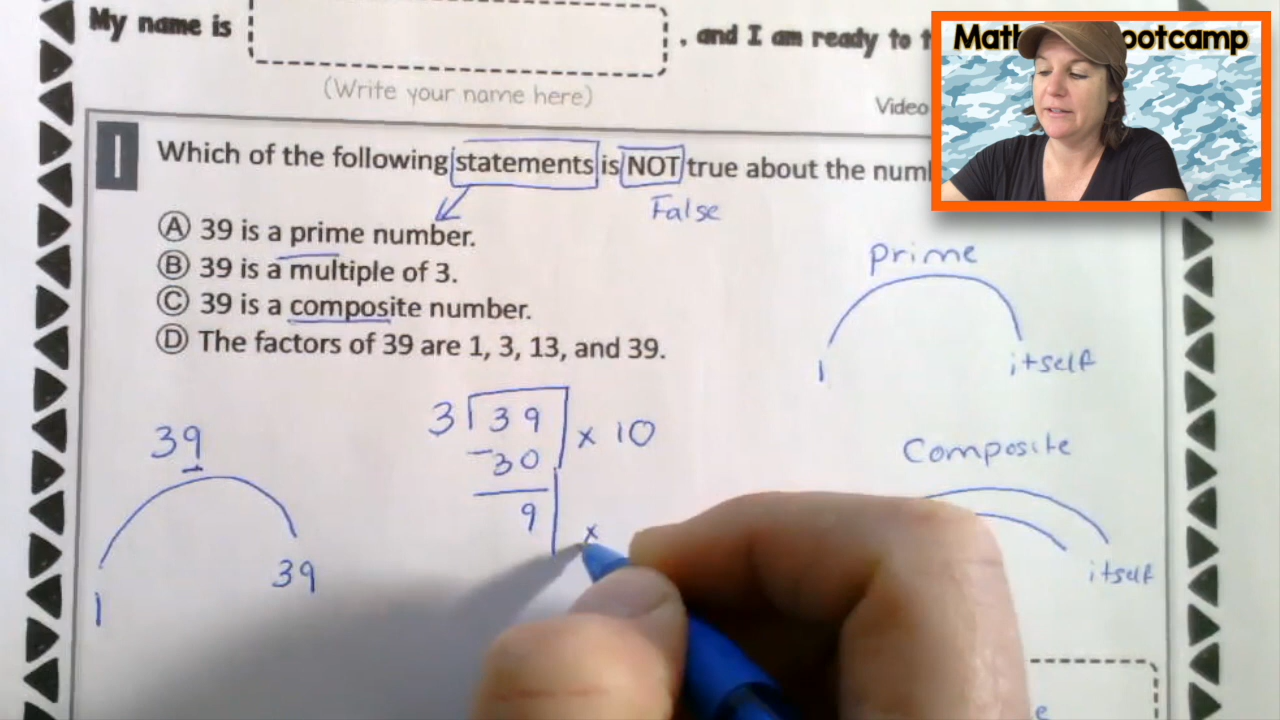 My name is , and I am ready to t
(Write your name here)
Math ootcamp
Video
1 Which of the following statements is NOT true about the num
False
A 39 is a prime number.
B 39 is a multiple of 3.
C 39 is a composite number.
D The factors of 39 are 1, 3, 13, and 39.
prime
1 itself
39
1 39
3 39 x 10
-30
9 x
Composite
itself
e